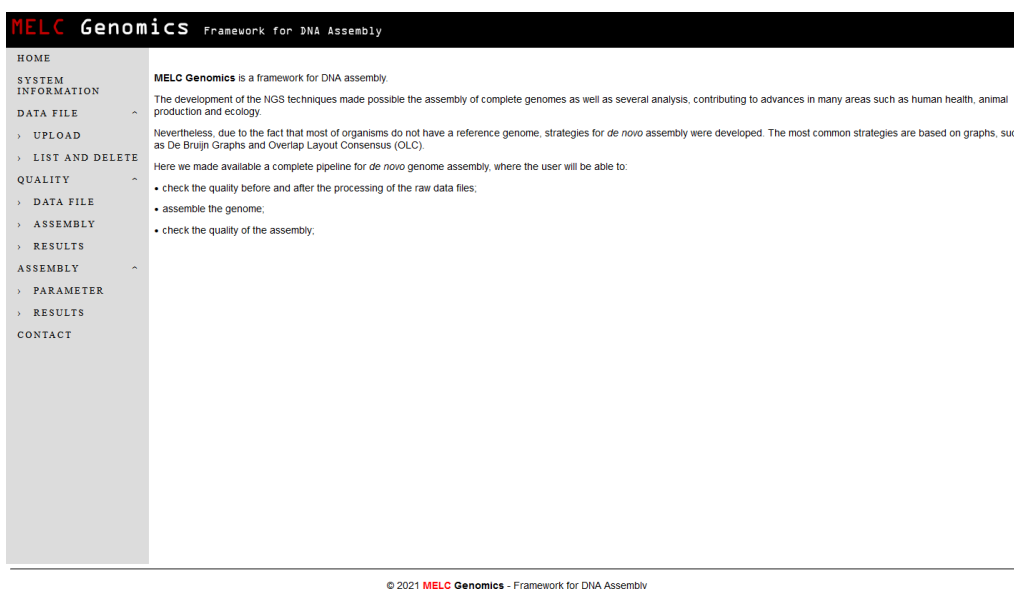 MELC Genomics Framework for DNA Assembly
HOME
SYSTEM
INFORMATION
DATA FILE
› UPLOAD
› LIST AND DELETE
QUALITY
› DATA FILE
› ASSEMBLY
› RESULTS
ASSEMBLY
› PARAMETER
› RESULTS
CONTACT
MELC Genomics is a framework for DNA assembly.
The development of the NGS techniques made possible the assembly of complete genomes as well as several analysis, contributing to advances in many areas such as human health, animal
production and ecology.
Nevertheless, due to the fact that most of organisms do not have a reference genome, strategies for de novo assembly were developed. The most common strategies are based on graphs,
as De Bruijn Graphs and Overlap Layout Consensus (OLC).
Here we made available a complete pipeline for de novo genome assembly, where the user will be able to:
• check the quality before and after the processing of the raw data files;
• assemble the genome;
• check the quality of the assembly;
© 2021 MELC Genomics - Framework for DNA Assembly